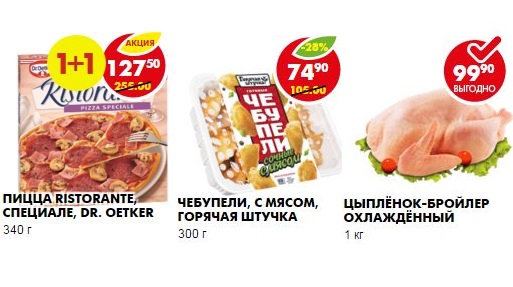 АКЦИЯ
1+1
127 50
255.00
Dr.Oetker
Ristorante
PIZZA SPECIALE
ПИЦЦА RISTORANTE,
СПЕЦИАЛЕ, DR. OETKER
340 г
-28%
74 90
105.00
Горячая
штучка
ГОТОВЫЕ
ЧЕБУПЕЛИ
СОЧНЫЕ
С МЯСОМ
ЧЕБУПЕЛИ, С МЯСОМ,
ГОРЯЧАЯ ШТУЧКА
300 г
99 90
ВЫГОДНО
ЦЫПЛЁНОК-БРОЙЛЕР
ОХЛАЖДЁННЫЙ
1 кг